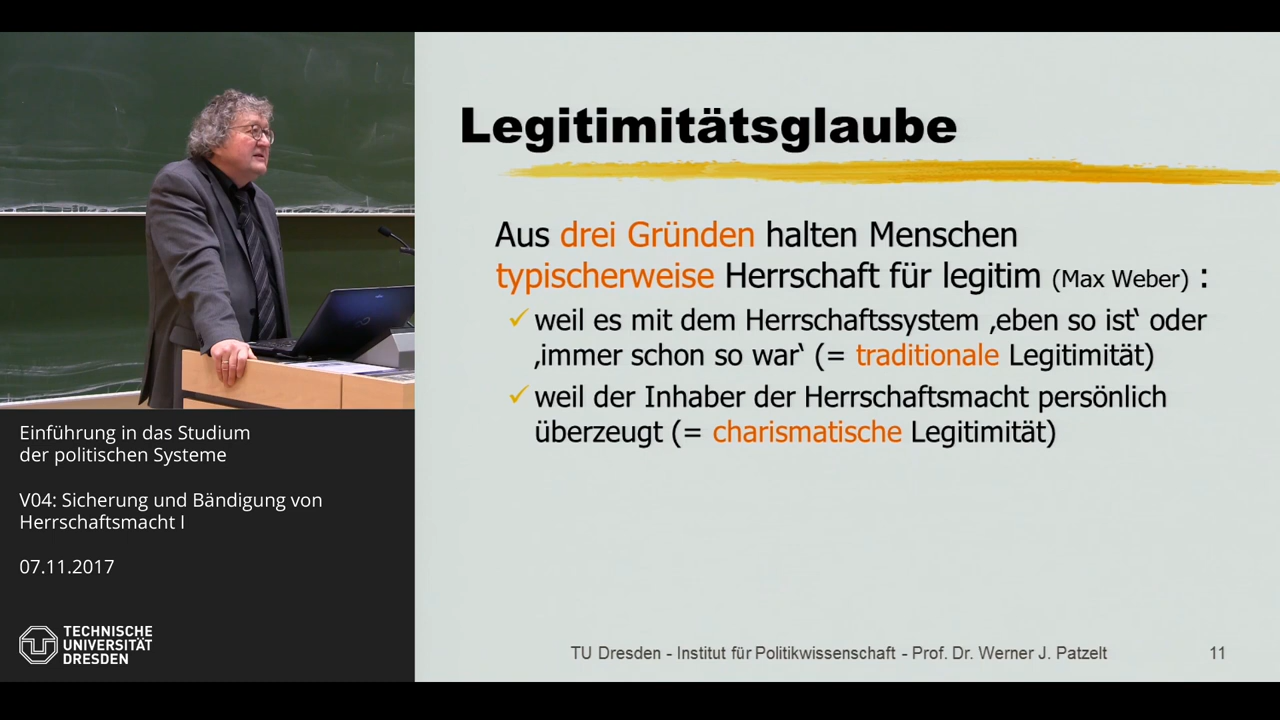 Legitimitätsglaube
Aus drei Gründen halten Menschen
typischerweise Herrschaft für legitim (Max Weber) :
✓ weil es mit dem Herrschaftssystem ‚eben so ist‘ oder
‚immer schon so war‘ (= traditionale Legitimität)
✓ weil der Inhaber der Herrschaftsmacht persönlich
überzeugt (= charismatische Legitimität)
TU Dresden - Institut für Politikwissenschaft - Prof. Dr. Werner J. Patzelt
11
Einführung in das Studium
der politischen Systeme
V04: Sicherung und Bändigung von
Herrschaftsmacht I
07.11.2017
TECHNISCHE
UNIVERSITÄT
DRESDEN